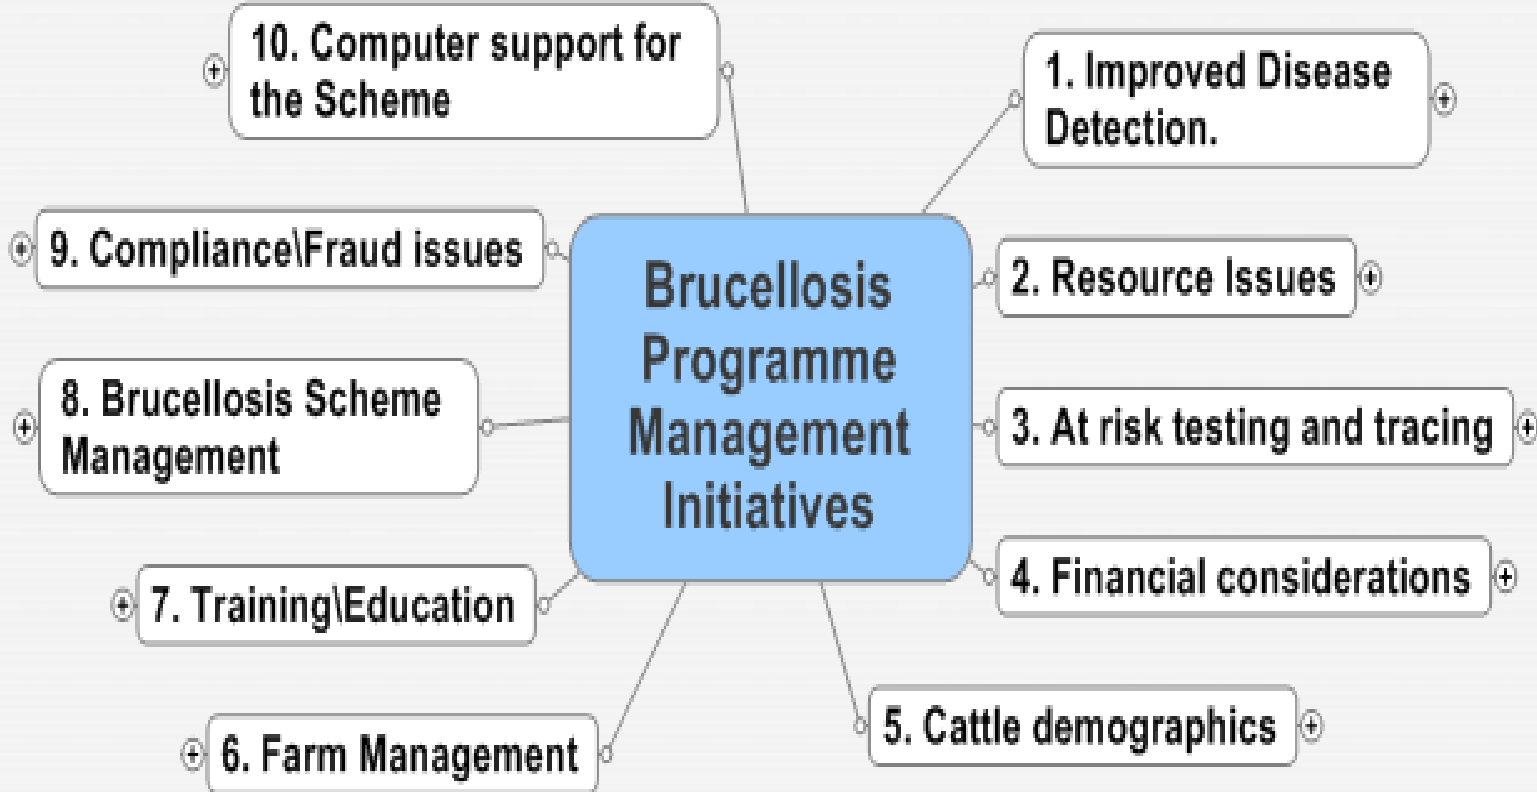 Brucellosis
Programme
Management
Initiatives
1. Improved Disease
Detection.
2. Resource Issues
3. At risk testing and tracing
4. Financial considerations
5. Cattle demographics
6. Farm Management
7. Training\Education
8. Brucellosis Scheme
Management
9. Compliance\Fraud issues
10. Computer support for
the Scheme